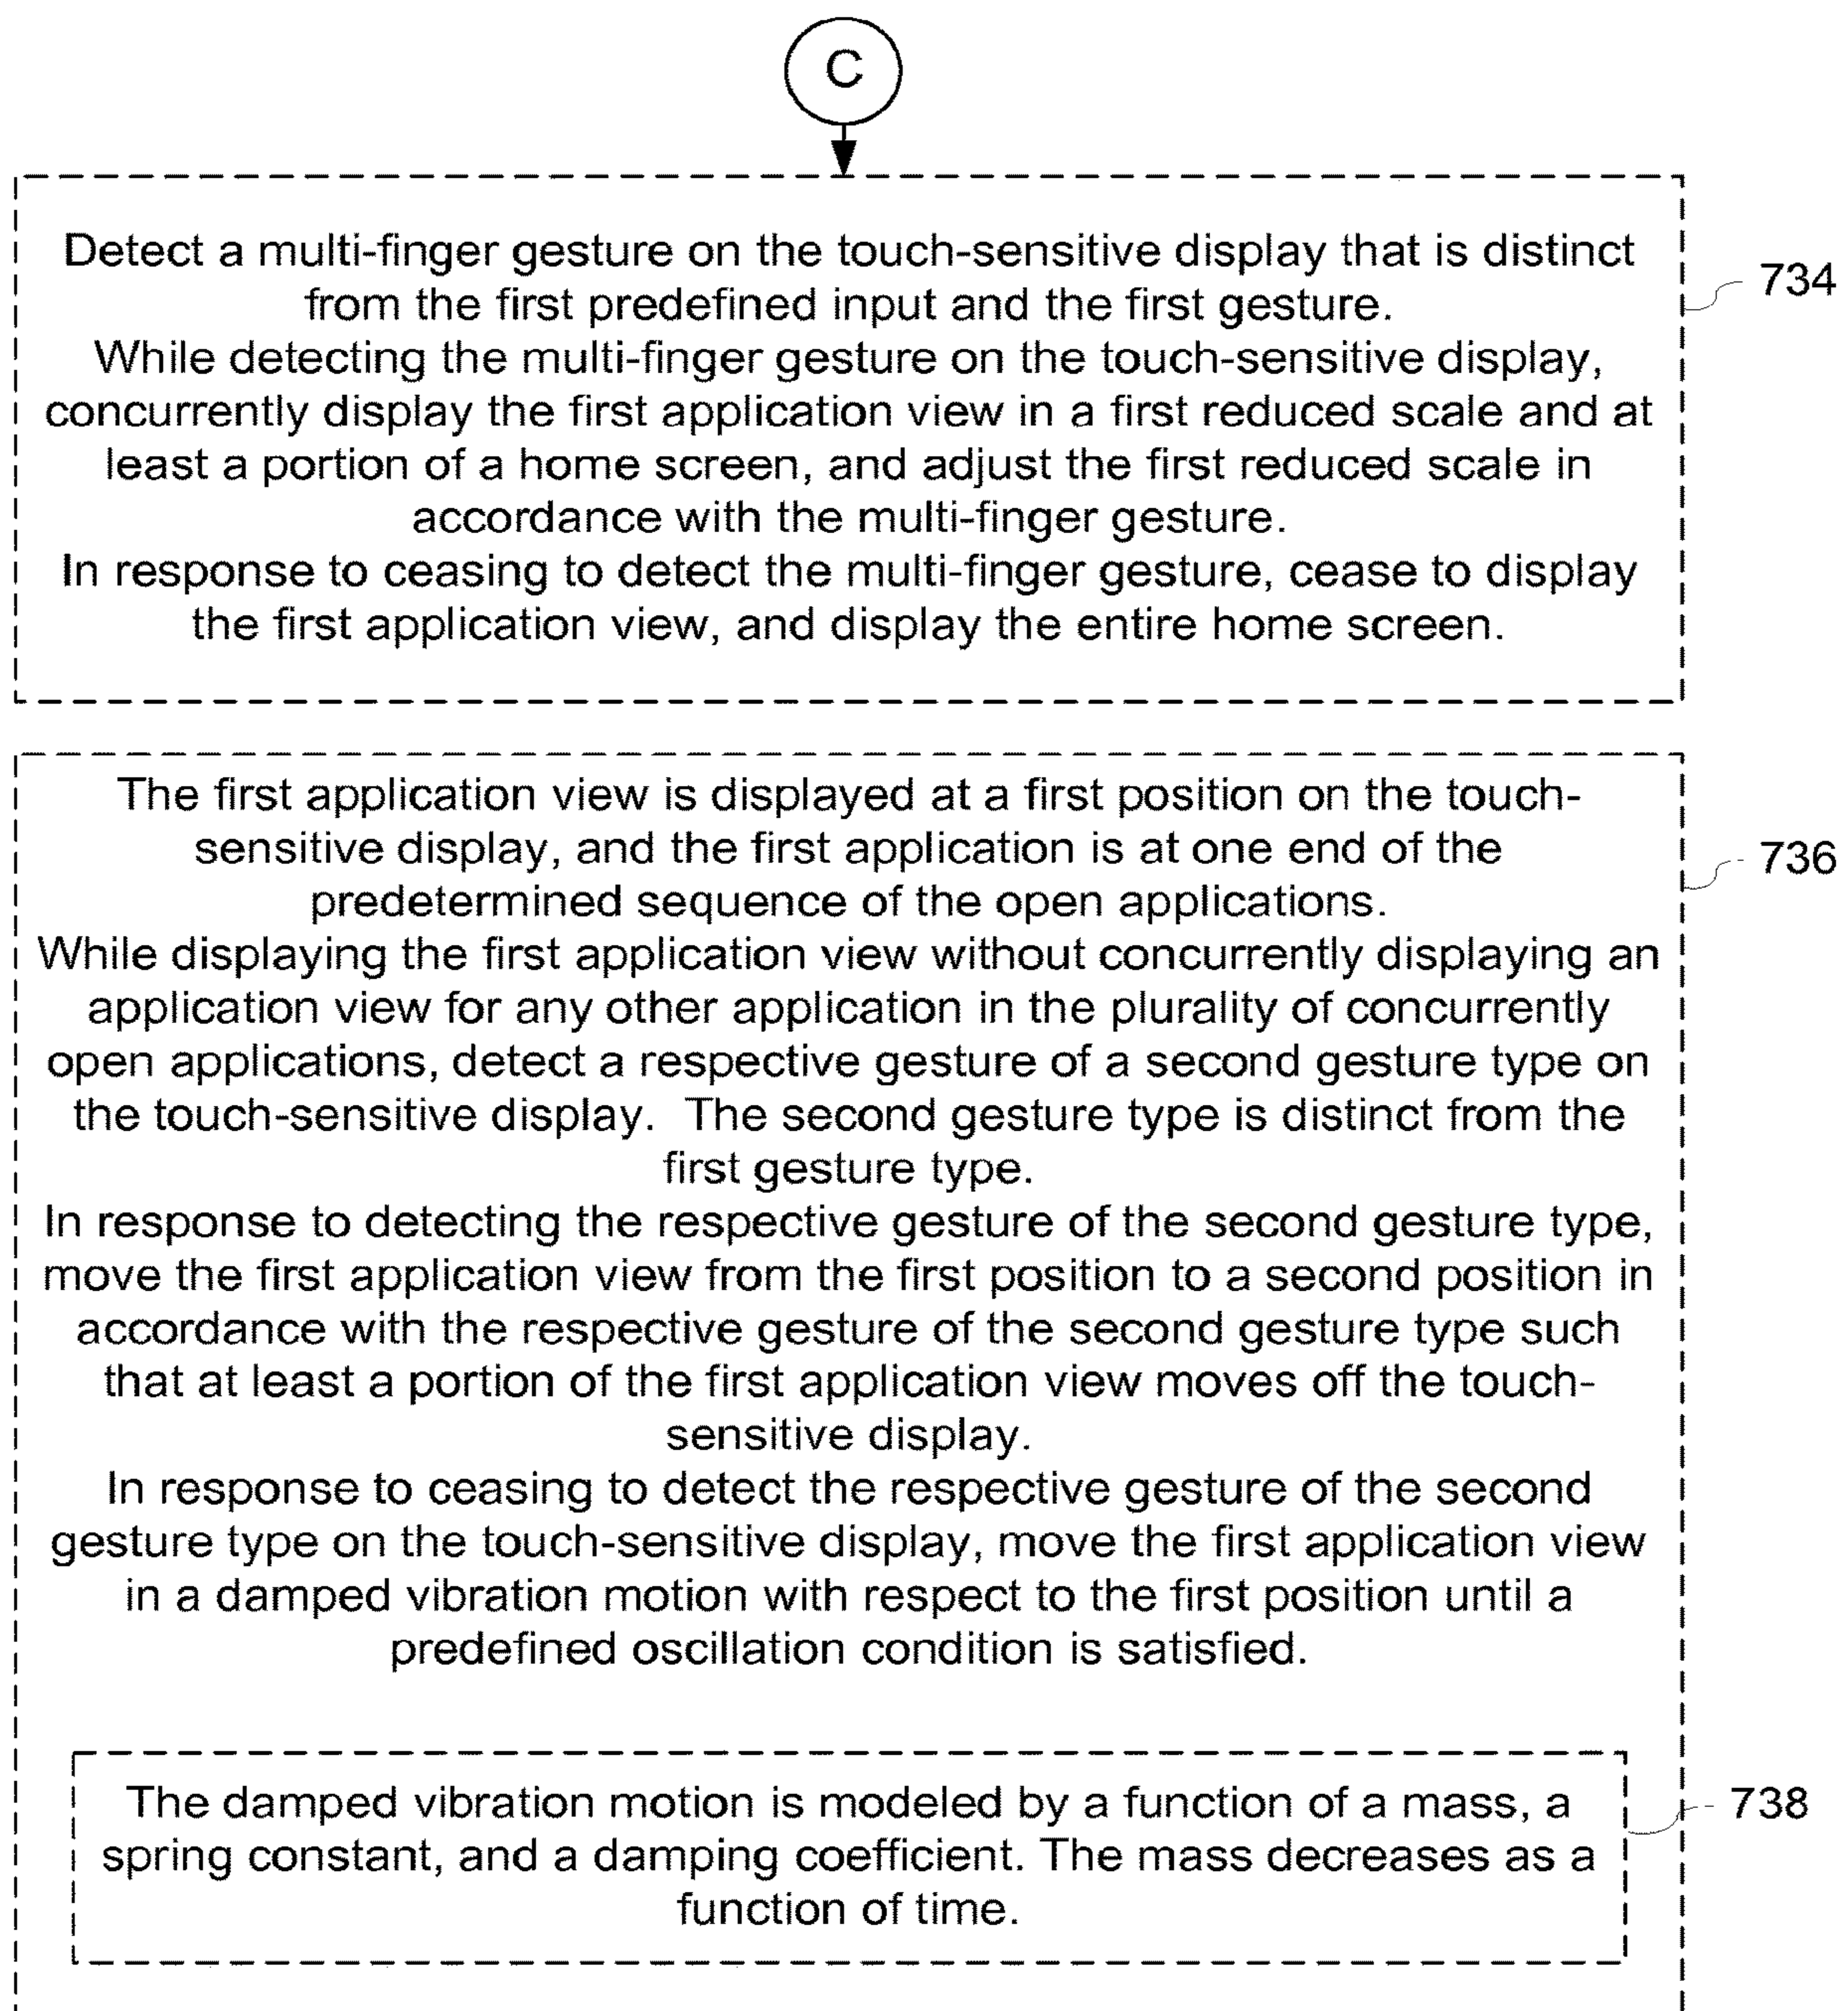 C
Detect a multi-finger gesture on the touch-sensitive display that is distinct
from the first predefined input and the first gesture.
734
While detecting the multi-finger gesture on the touch-sensitive display,
concurrently display the first application view in a first reduced scale and at
least a portion of a home screen, and adjust the first reduced scale in
accordance with the multi-finger gesture.
In response to ceasing to detect the multi-finger gesture, cease to display
the first application view, and display the entire home screen.
The first application view is displayed at a first position on the touch-
sensitive display, and the first application is at one end of the
736
predetermined sequence of the open applications.
While displaying the first application view without concurrently displaying an
application view for any other application in the plurality of concurrently
open applications, detect a respective gesture of a second gesture type on
the touch-sensitive display.  The second gesture type is distinct from the
first gesture type.
In response to detecting the respective gesture of the second gesture type,
move the first application view from the first position to a second position in
accordance with the respective gesture of the second gesture type such
that at least a portion of the first application view moves off the touch-
sensitive display.
In response to ceasing to detect the respective gesture of the second
gesture type on the touch-sensitive display, move the first application view
in a damped vibration motion with respect to the first position until a
predefined oscillation condition is satisfied.
The damped vibration motion is modeled by a function of a mass, a
738
spring constant, and a damping coefficient. The mass decreases as a
function of time.